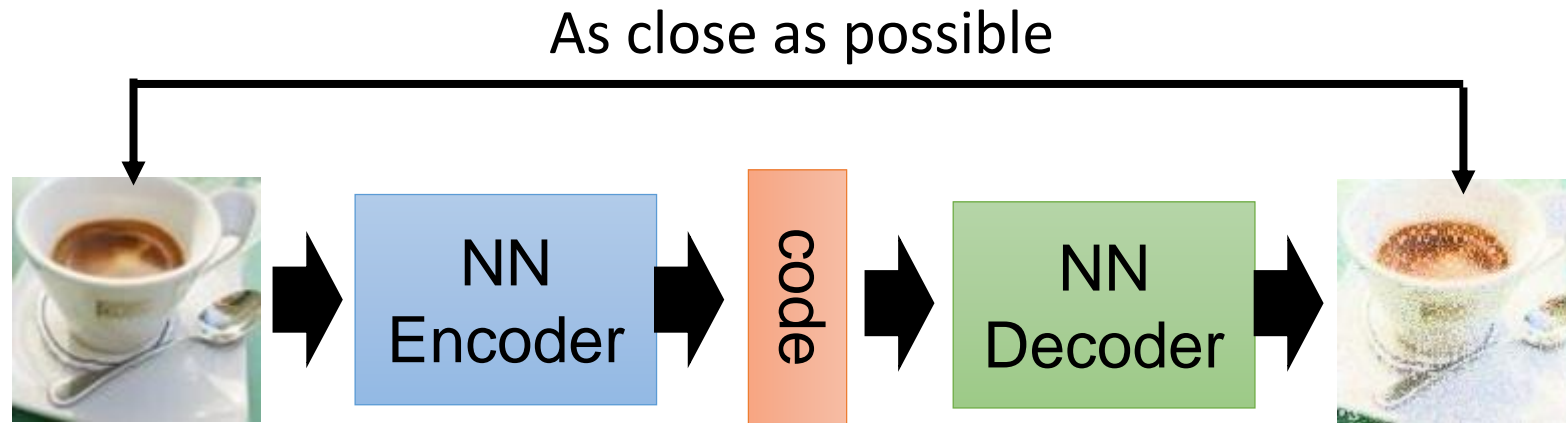 As close as possible
NN
Encoder
code
NN
Decoder